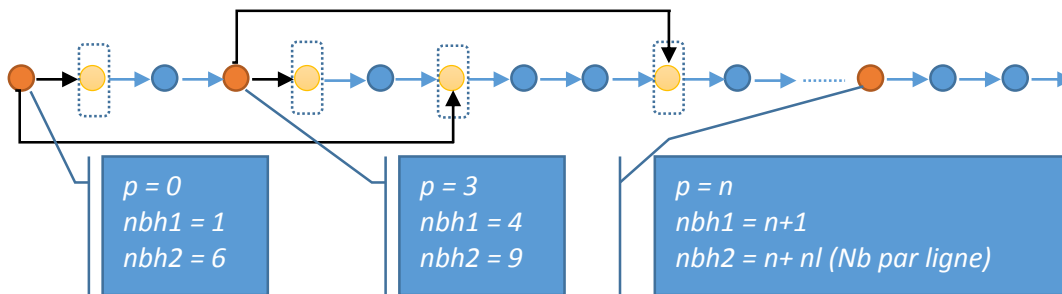 p = 0
nbh1 = 1
nbh2 = 6
p = 3
nbh1 = 4
nbh2 = 9
p = n
nbh1 = n+1
nbh2 = n+ nl (Nb par ligne)